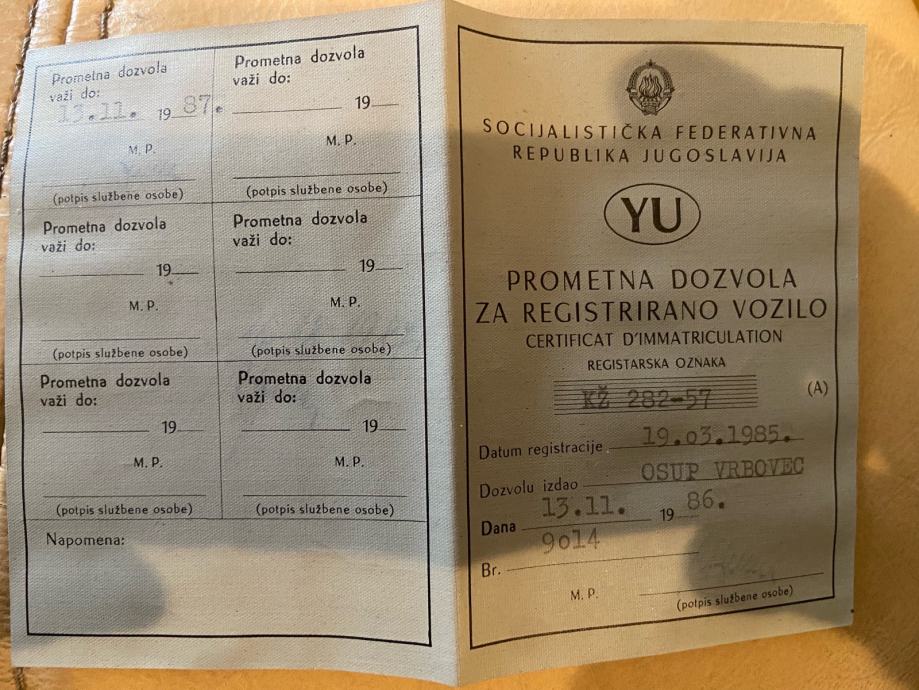 Prometna dozvola
važi do:
13.11. 1987.
M. P.
(potpis službene osobe)
Prometna dozvola
važi do:
19
M. P.
(potpis službene osobe)
Prometna dozvola
važi do:
19
M. P.
(potpis službene osobe)
Prometna dozvola
važi do:
19
M. P.
(potpis službene osobe)
Prometna dozvola
važi do:
19
M. P.
(potpis službene osobe)
Prometna dozvola
važi do:
19
M. P.
(potpis službene osobe)
Napomena:
SOCIJALISTIČKA FEDERATIVNA
REPUBLIKA JUGOSLAVIJA
YU
PROMETNA DOZVOLA
ZA REGISTRIRANO VOZILO
CERTIFICAT D'IMMATRICULATION
REGISTARSKA OZNAKA
KŽ 282-57 (A)
Datum registracije 19.o3.1985.
Dozvolu izdao OSUP VRBOVEC
Dana 13.11. 1986.
Br. 9o14
M. P.
(potpis službene osobe)